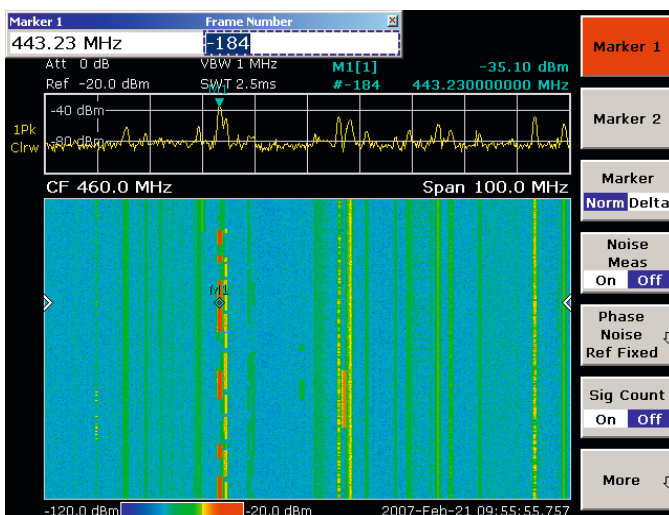 Marker 1 Frame Number
443.23 MHz -184
Att 0 dB VBW 1 MHz M1[1] -35.10 dBm
Ref -20.0 dBm SWT 2.5ms #-184 443.230000000 MHz
M1
-40 dBm
1Pk
Clrw
-80 dBm
CF 460.0 MHz Span 100.0 MHz
M1
-120.0 dBm -20.0 dBm 2007-Feb-21 09:55:55.757
Marker 1
Marker 2
Marker
Norm Delta
Noise
Meas
On Off
Phase
Noise
Ref Fixed
Sig Count
On Off
More